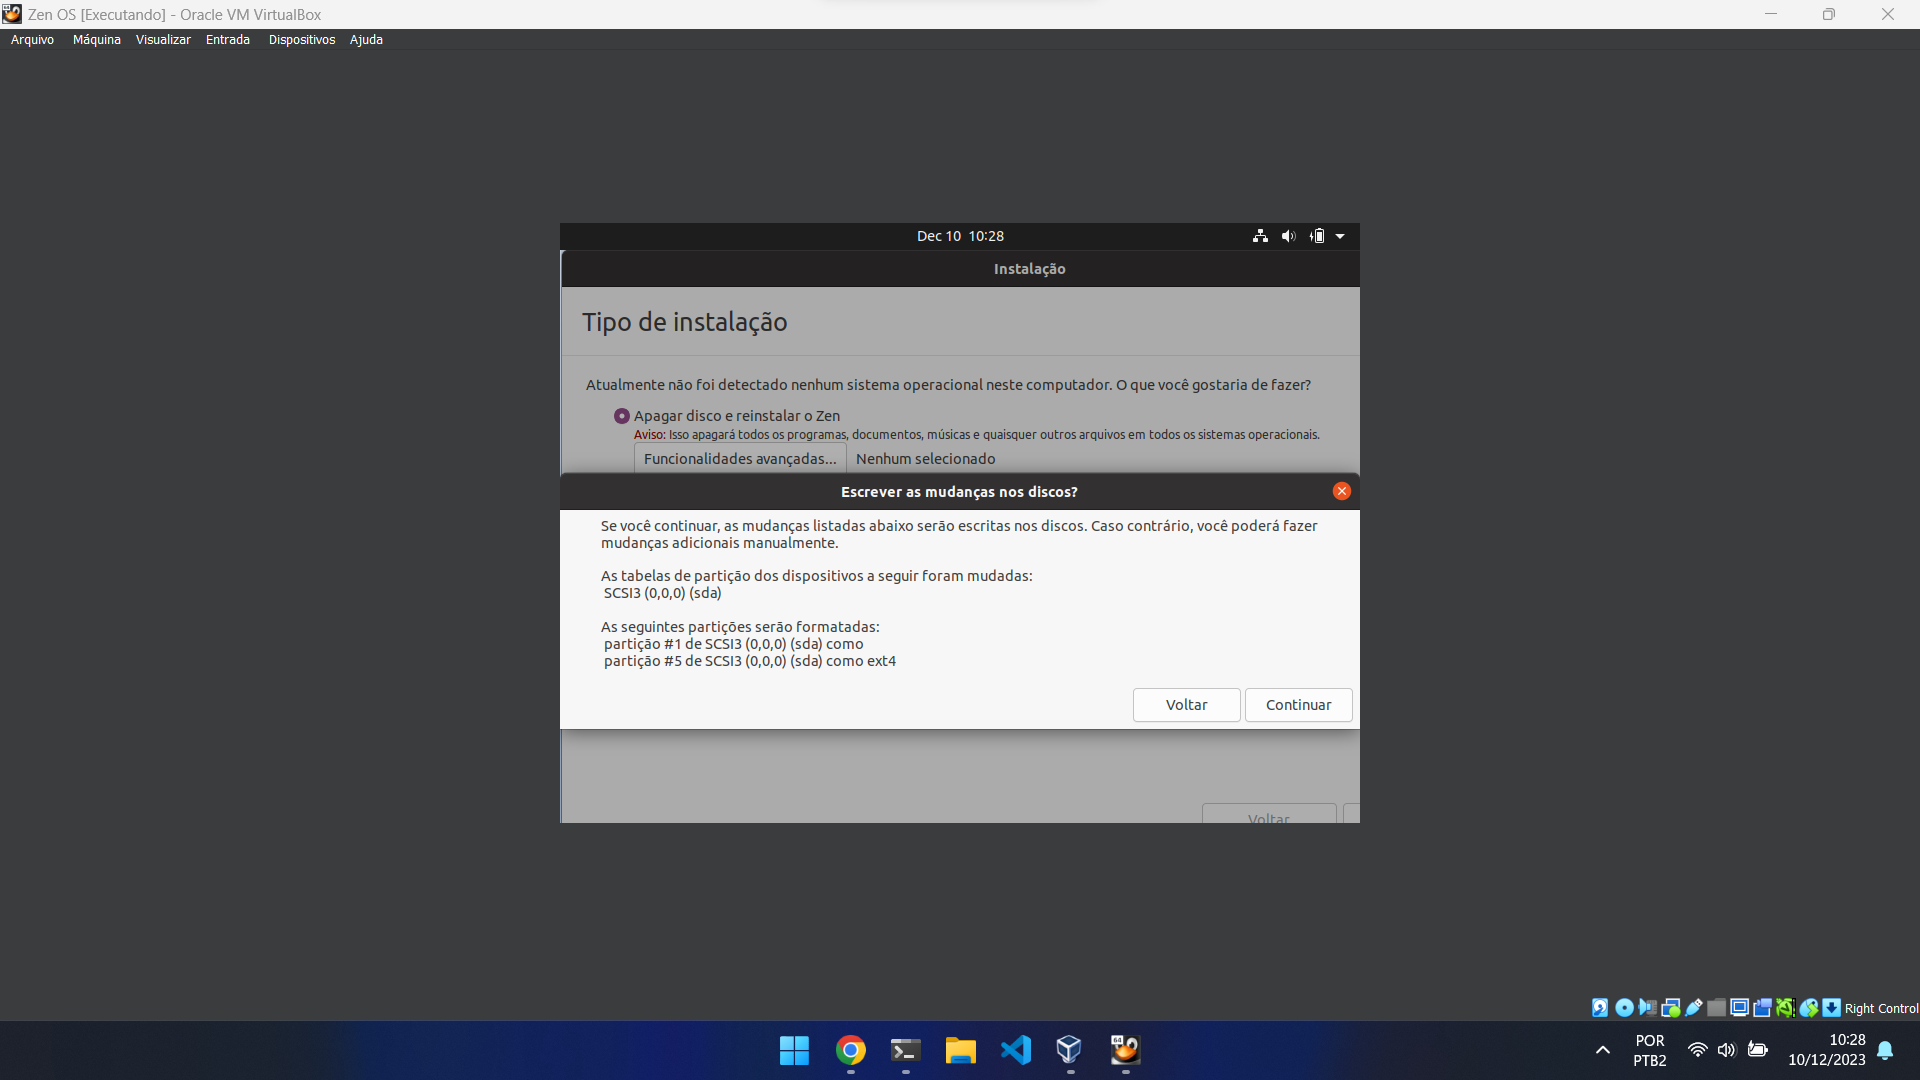 Zen OS [Executando] - Oracle VM VirtualBox
Arquivo Máquina Visualizar Entrada Dispositivos Ajuda
Dec 10 10:28
Instalação
Tipo de instalação
Atualmente não foi detectado nenhum sistema operacional neste computador. O que você gostaria de fazer?
Apagar disco e reinstalar o Zen
Aviso: Isso apagará todos os programas, documentos, músicas e quaisquer outros arquivos em todos os sistemas operacionais.
Funcionalidades avançadas... Nenhum selecionado
Escrever as mudanças nos discos?
Se você continuar, as mudanças listadas abaixo serão escritas nos discos. Caso contrário, você poderá fazer
mudanças adicionais manualmente.
As tabelas de partição dos dispositivos a seguir foram mudadas:
SCSI3 (0,0,0) (sda)
As seguintes partições serão formatadas:
partição #1 de SCSI3 (0,0,0) (sda) como
partição #5 de SCSI3 (0,0,0) (sda) como ext4
Voltar Continuar
Voltar
Right Control
64
POR
PTB2
10:28
10/12/2023